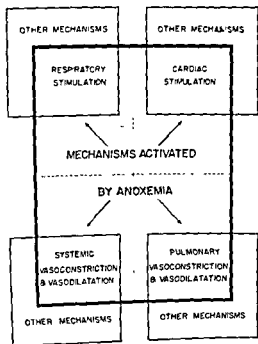 OTHER MECHANISMS
OTHER MECHANISMS
RESPIRATORY
STIMULATION
CARDIAC
STIMULATION
MECHANISMS ACTIVATED
BY ANOXEMIA
SYSTEMIC
VASOCONSTRICTION
& VASODILATATION
PULMONARY
VASOCONSTRICTION
& VASODILATATION
OTHER MECHANISMS
OTHER MECHANISMS